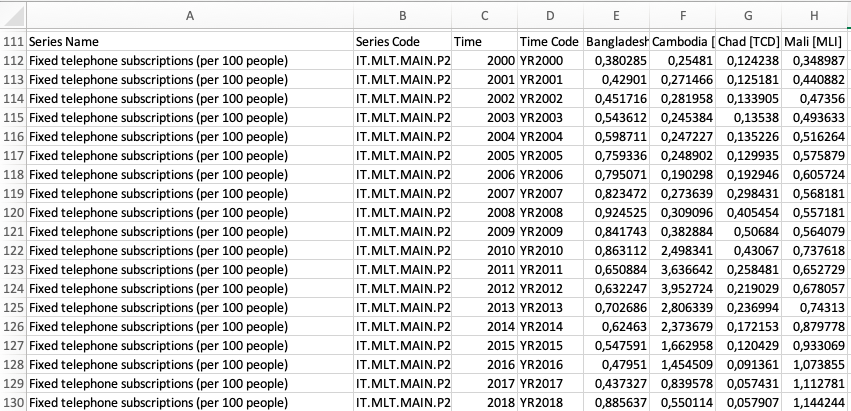 A B C D E F G H
111 Series Name Series Code Time Time Code Bangladesh Cambodia [ Chad [TCD] Mali [MLI]
112 Fixed telephone subscriptions (per 100 people) IT.MLT.MAIN.P2 2000 YR2000 0,380285 0,25481 0,124238 0,348987
113 Fixed telephone subscriptions (per 100 people) IT.MLT.MAIN.P2 2001 YR2001 0,42901 0,271466 0,125181 0,440882
114 Fixed telephone subscriptions (per 100 people) IT.MLT.MAIN.P2 2002 YR2002 0,451716 0,281958 0,133905 0,47356
115 Fixed telephone subscriptions (per 100 people) IT.MLT.MAIN.P2 2003 YR2003 0,543612 0,245384 0,13538 0,493633
116 Fixed telephone subscriptions (per 100 people) IT.MLT.MAIN.P2 2004 YR2004 0,598711 0,247227 0,135226 0,516264
117 Fixed telephone subscriptions (per 100 people) IT.MLT.MAIN.P2 2005 YR2005 0,759336 0,248902 0,129935 0,575879
118 Fixed telephone subscriptions (per 100 people) IT.MLT.MAIN.P2 2006 YR2006 0,795071 0,190298 0,192946 0,605724
119 Fixed telephone subscriptions (per 100 people) IT.MLT.MAIN.P2 2007 YR2007 0,823472 0,273639 0,298431 0,568181
120 Fixed telephone subscriptions (per 100 people) IT.MLT.MAIN.P2 2008 YR2008 0,924525 0,309096 0,405454 0,557181
121 Fixed telephone subscriptions (per 100 people) IT.MLT.MAIN.P2 2009 YR2009 0,841743 0,382884 0,50684 0,564079
122 Fixed telephone subscriptions (per 100 people) IT.MLT.MAIN.P2 2010 YR2010 0,863112 2,498341 0,43067 0,737618
123 Fixed telephone subscriptions (per 100 people) IT.MLT.MAIN.P2 2011 YR2011 0,650884 3,636642 0,258481 0,652729
124 Fixed telephone subscriptions (per 100 people) IT.MLT.MAIN.P2 2012 YR2012 0,632247 3,952724 0,219029 0,678057
125 Fixed telephone subscriptions (per 100 people) IT.MLT.MAIN.P2 2013 YR2013 0,702686 2,806339 0,236994 0,74313
126 Fixed telephone subscriptions (per 100 people) IT.MLT.MAIN.P2 2014 YR2014 0,62463 2,373679 0,172153 0,879778
127 Fixed telephone subscriptions (per 100 people) IT.MLT.MAIN.P2 2015 YR2015 0,547591 1,662958 0,120429 0,933069
128 Fixed telephone subscriptions (per 100 people) IT.MLT.MAIN.P2 2016 YR2016 0,47951 1,454509 0,091361 1,073855
129 Fixed telephone subscriptions (per 100 people) IT.MLT.MAIN.P2 2017 YR2017 0,437327 0,839578 0,057431 1,112781
130 Fixed telephone subscriptions (per 100 people) IT.MLT.MAIN.P2 2018 YR2018 0,885637 0,550114 0,057907 1,144244